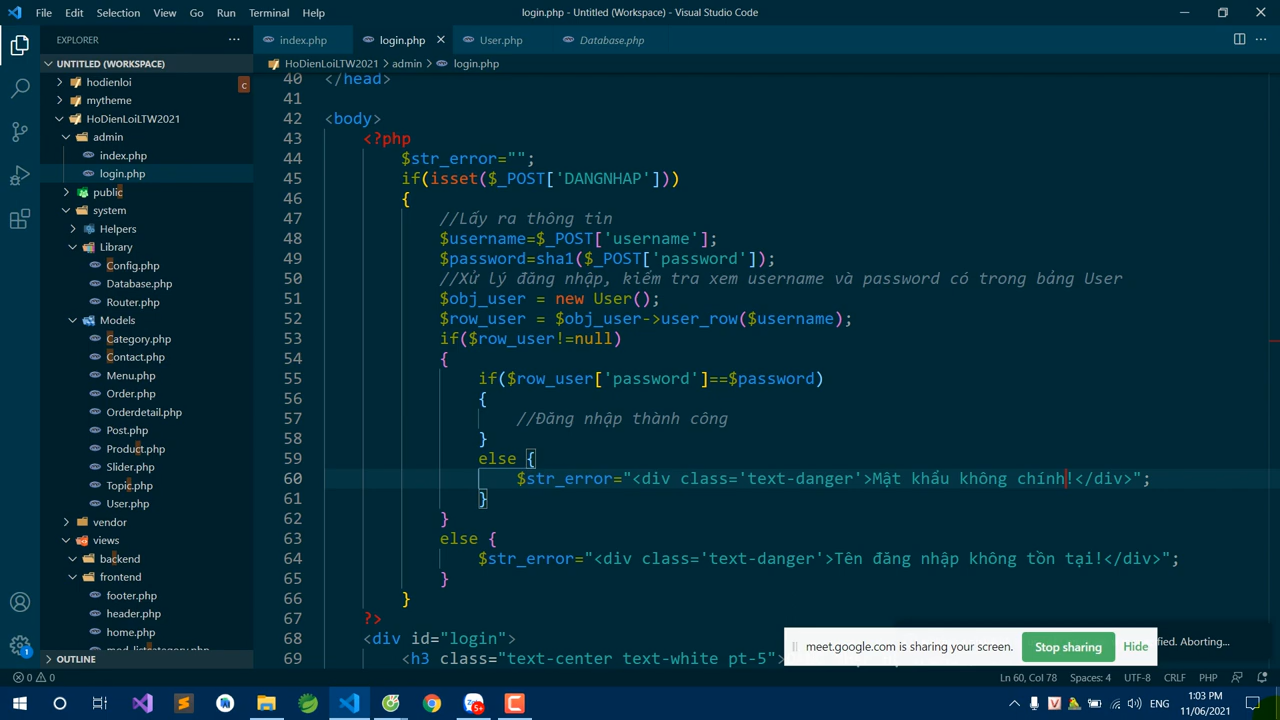 File Edit Selection View Go Run Terminal Help
login.php - Untitled (Workspace) - Visual Studio Code
EXPLORER
UNTITLED (WORKSPACE)
hodienloi
c
mytheme
HoDienLoiLTW2021
admin
index.php
login.php
public
system
Helpers
Library
Config.php
Database.php
Router.php
Models
Category.php
Contact.php
Menu.php
Order.php
Orderdetail.php
Post.php
Product.php
Slider.php
Topic.php
User.php
vendor
views
backend
frontend
footer.php
header.php
home.php
mod_listcategory.php
OUTLINE
index.php login.php User.php Database.php
HoDienLoiLTW2021 > admin > login.php
40 </head>
41
42 <body>
43 <?php
44 $str_error="";
45 if(isset($_POST['DANGNHAP']))
46 {
47 //Lấy ra thông tin
48 $username=$_POST['username'];
49 $password=sha1($_POST['password']);
50 //Xử lý đăng nhập, kiểm tra xem username và password có trong bảng User
51 $obj_user = new User();
52 $row_user = $obj_user->user_row($username);
53 if($row_user!=null)
54 {
55 if($row_user['password']==$password)
56 {
57 //Đăng nhập thành công
58 }
59 else {
60 $str_error="<div class='text-danger'>Mật khẩu không chính!</div>";
61 }
62 }
63 else {
64 $str_error="<div class='text-danger'>Tên đăng nhập không tồn tại!</div>";
65 }
66 }
67 ?>
68 <div id="login">
69 <h3 class="text-center text-white pt-5">
meet.google.com is sharing your screen. Stop sharing Hide
fied. Aborting...
0 0
Ln 60, Col 78 Spaces: 4 UTF-8 CRLF PHP
1
5+
ENG
1:03 PM
11/06/2021